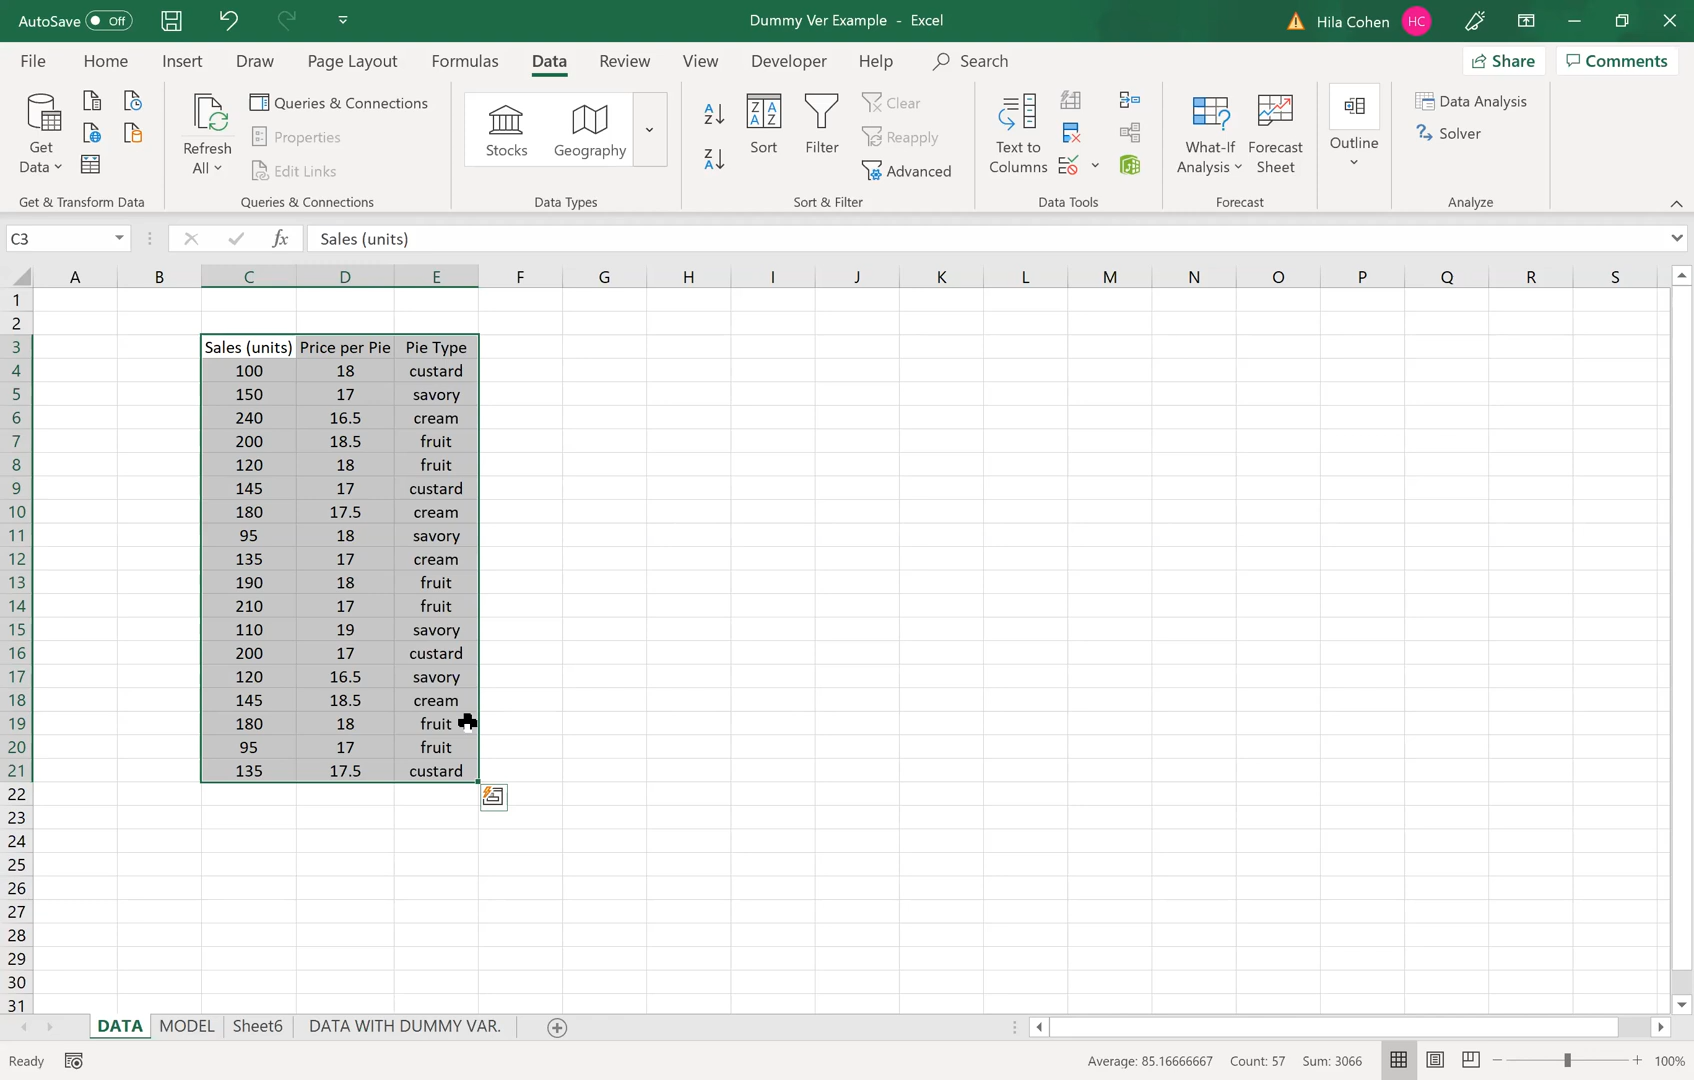 AutoSave Off Dummy Ver Example - Excel Hila Cohen HC
File Home Insert Draw Page Layout Formulas Data Review View Developer Help Search Share Comments
Get Data
Refresh All
Queries & Connections
Properties
Edit Links
Stocks
Geography
A Z
Z A
Sort
Filter
Clear
Reapply
Advanced
Text to Columns
What-If Analysis
Forecast Sheet
Outline
Data Analysis
Solver
Get & Transform Data Queries & Connections Data Types Sort & Filter Data Tools Forecast Analyze
C3 fx Sales (units)
A B C D E F G H I J K L M N O P Q R S
1
2
3 Sales (units) Price per Pie Pie Type
4 100 18 custard
5 150 17 savory
6 240 16.5 cream
7 200 18.5 fruit
8 120 18 fruit
9 145 17 custard
10 180 17.5 cream
11 95 18 savory
12 135 17 cream
13 190 18 fruit
14 210 17 fruit
15 110 19 savory
16 200 17 custard
17 120 16.5 savory
18 145 18.5 cream
19 180 18 fruit
20 95 17 fruit
21 135 17.5 custard
22
23
24
25
26
27
28
29
30
31
DATA MODEL Sheet6 DATA WITH DUMMY VAR.
Ready Average: 85.16666667 Count: 57 Sum: 3066 100%